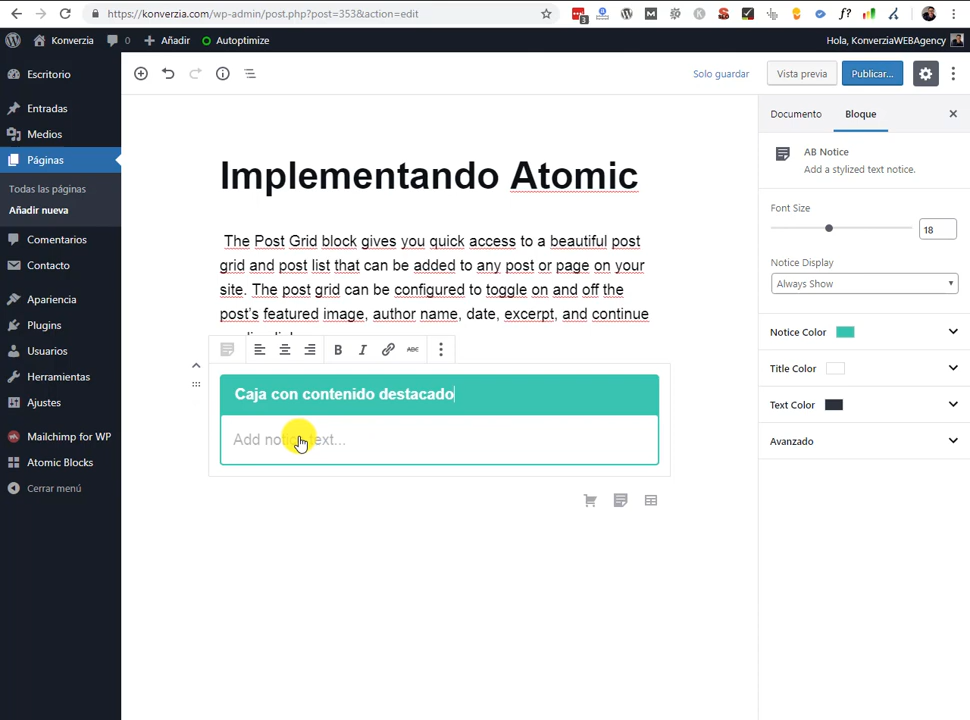 https://konverzia.com/wp-admin/post.php?post=353&action=edit
Konverzia 0 Añadir Autoptimize Hola, KonverziaWEBAgency
Escritorio
Entradas
Medios
Páginas
Todas las páginas
Añadir nueva
Comentarios
Contacto
Apariencia
Plugins
Usuarios
Herramientas
Ajustes
Mailchimp for WP
Atomic Blocks
Cerrar menú
Solo guardar Vista previa Publicar...
Implementando Atomic
The Post Grid block gives you quick access to a beautiful post
grid and post list that can be added to any post or page on your
site. The post grid can be configured to toggle on and off the
post's featured image, author name, date, excerpt, and continue
B I ABC
Caja con contenido destacado
Add notice text...
Documento Bloque
AB Notice
Add a stylized text notice.
Font Size
18
Notice Display
Always Show
Notice Color
Title Color
Text Color
Avanzado